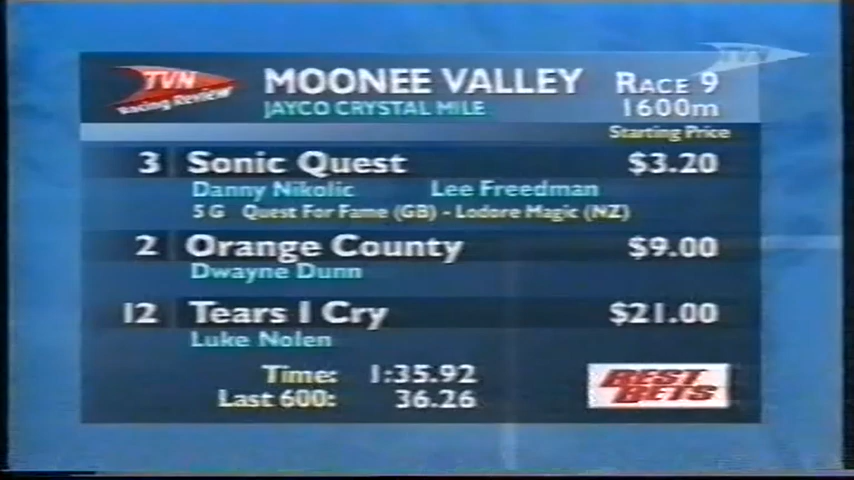 TVN
Racing Review
MOONEE VALLEY
JAYCO CRYSTAL MILE
RACE 9
1600m
Starting Price
3 Sonic Quest $3.20
Danny Nikolic Lee Freedman
5 G Quest For Fame (GB) - Lodore Magic (NZ)
2 Orange County $9.00
Dwayne Dunn
12 Tears I Cry $21.00
Luke Nolen
Time: 1:35.92
Last 600: 36.26
BEST
BETS